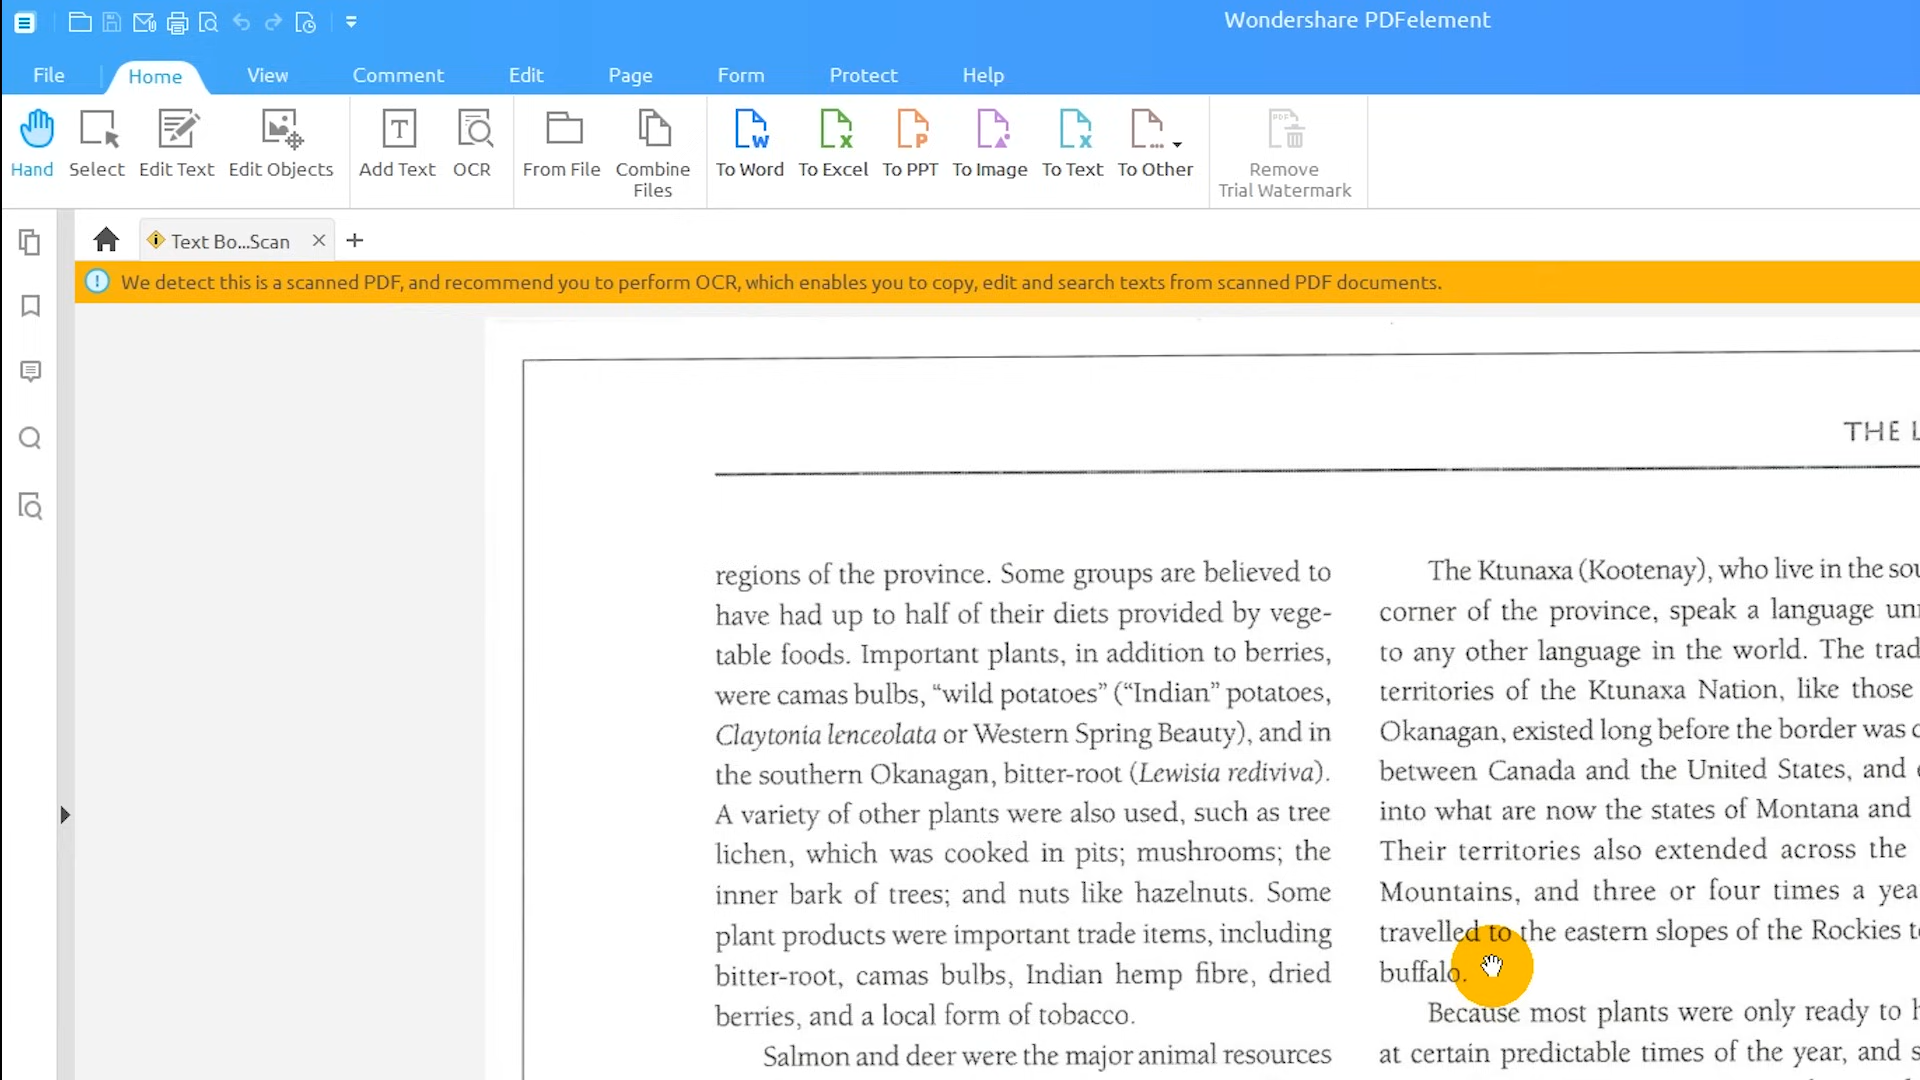 Wondershare PDFelement
File Home View Comment Edit Page Form Protect Help
Hand Select Edit Text Edit Objects Add Text OCR From File Combine Files To Word To Excel To PPT To Image To Text To Other Remove Trial Watermark
Text Bo...Scan
We detect this is a scanned PDF, and recommend you to perform OCR, which enables you to copy, edit and search texts from scanned PDF documents.
THE
regions of the province. Some groups are believed to
have had up to half of their diets provided by vege-
table foods. Important plants, in addition to berries,
were camas bulbs, “wild potatoes” (“Indian” potatoes,
Claytonia lenceolata or Western Spring Beauty), and in
the southern Okanagan, bitter-root (Lewisia rediviva).
A variety of other plants were also used, such as tree
lichen, which was cooked in pits; mushrooms; the
inner bark of trees; and nuts like hazelnuts. Some
plant products were important trade items, including
bitter-root, camas bulbs, Indian hemp fibre, dried
berries, and a local form of tobacco.
Salmon and deer were the major animal resources
The Ktunaxa (Kootenay), who live in the
corner of the province, speak a language
to any other language in the world. The
territories of the Ktunaxa Nation, like those
Okanagan, existed long before the border was
between Canada and the United States, and
into what are now the states of Montana and
Their territories also extended across the
Mountains, and three or four times a
travelled to the eastern slopes of the Rockies
buffalo.
Because most plants were only ready to
at certain predictable times of the year, and